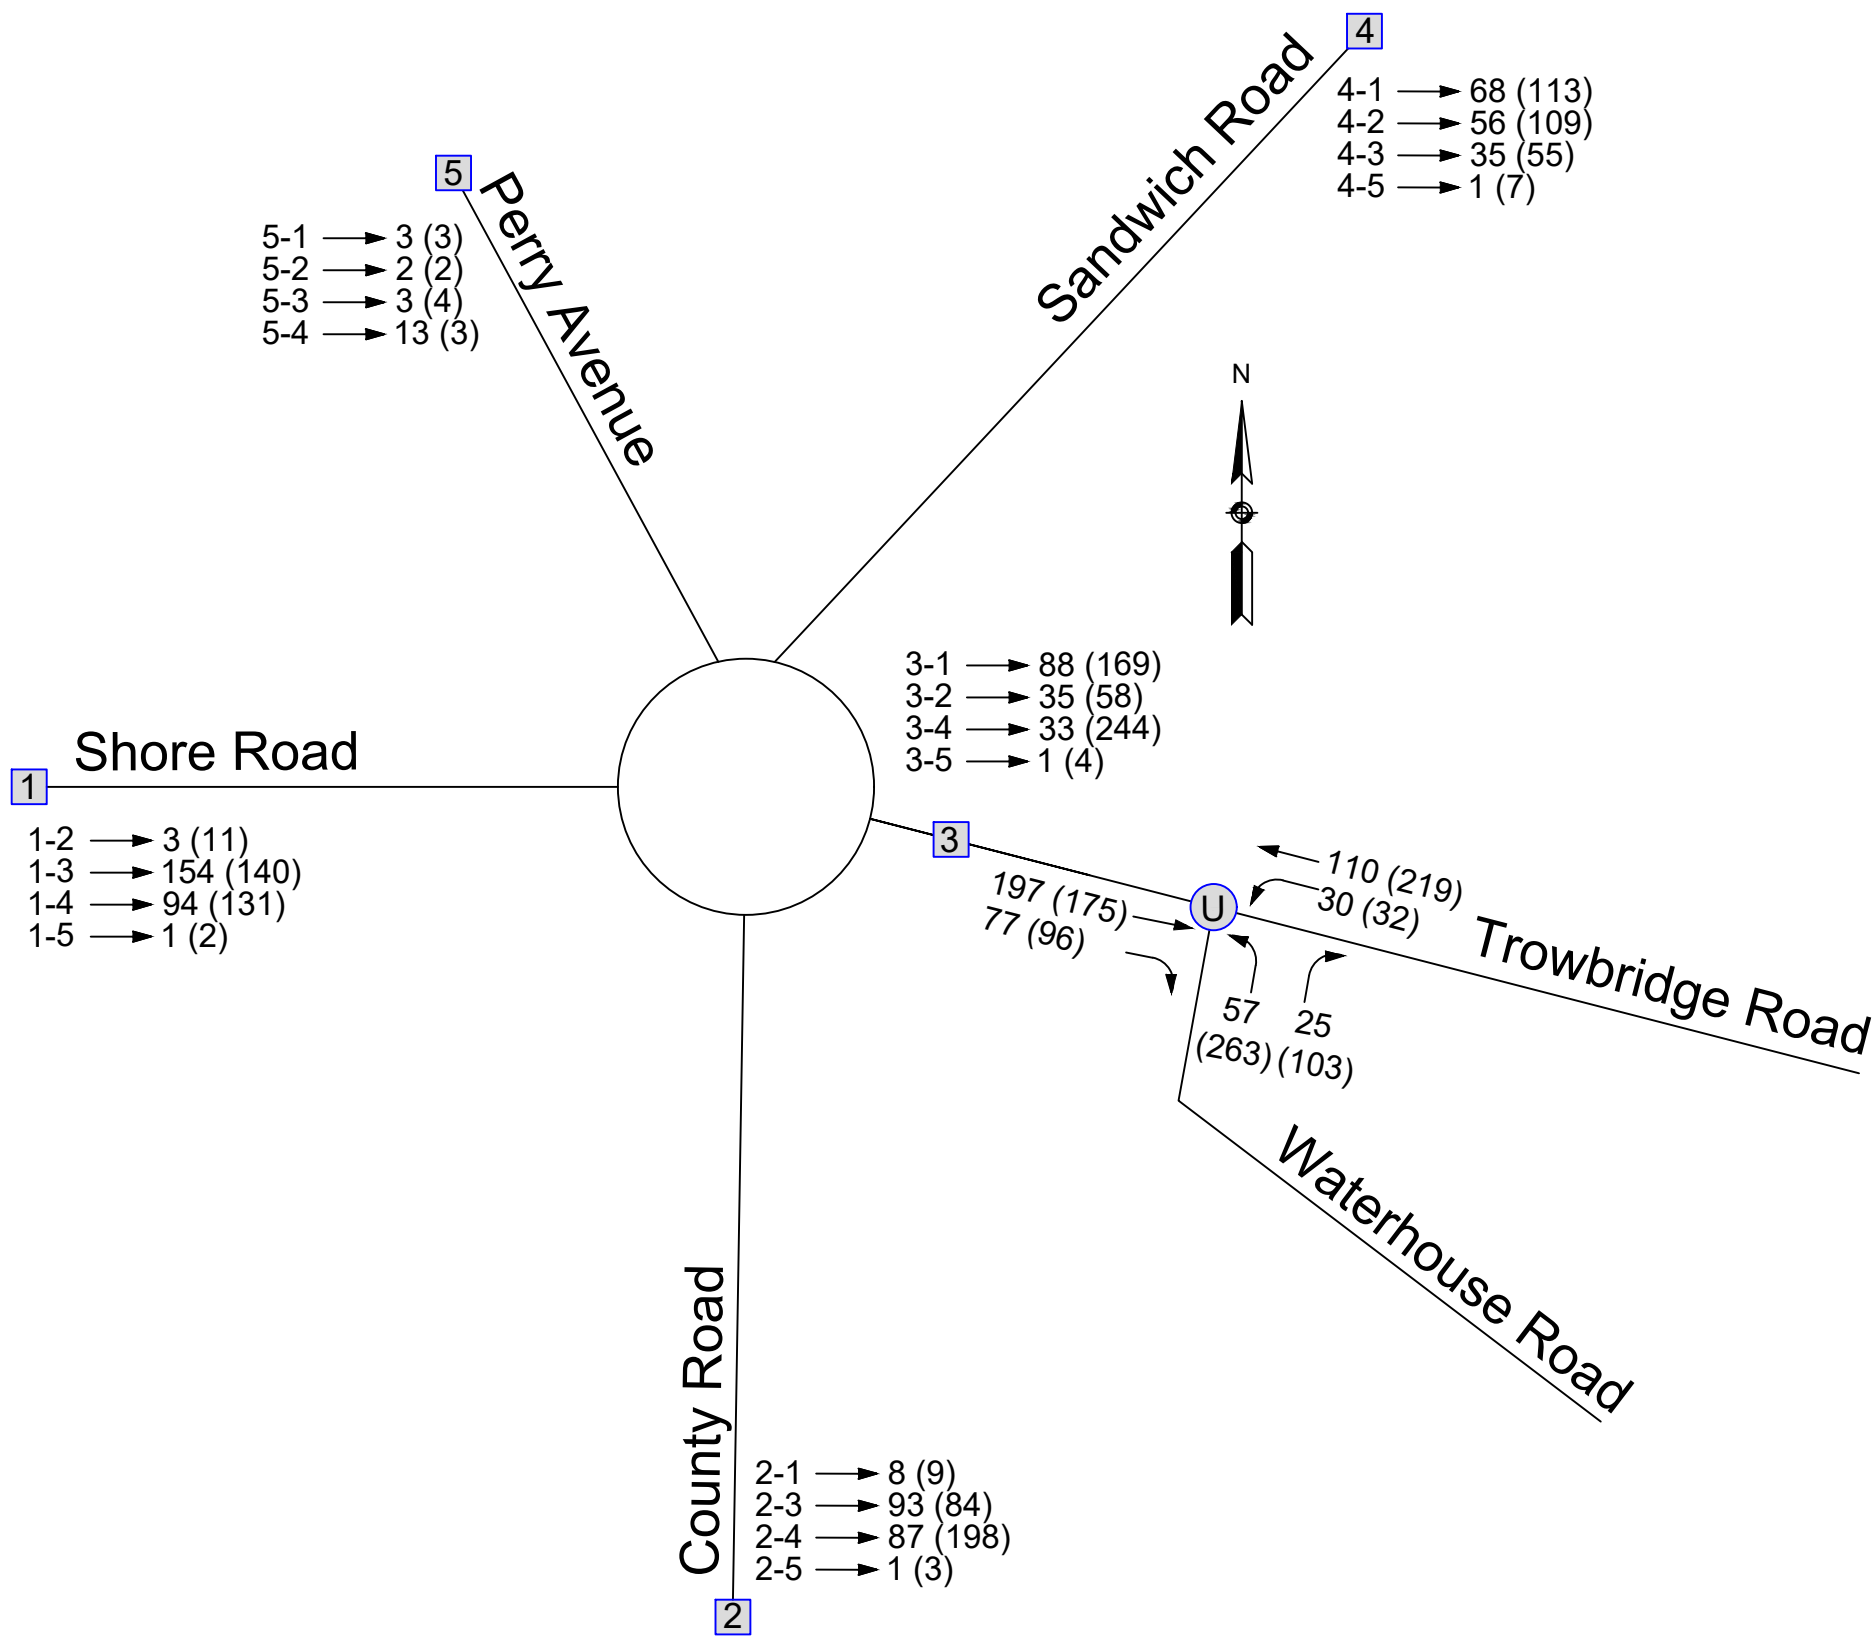 4
Sandwich Road
4-1 68 (113)
4-2 56 (109)
4-3 35 (55)
4-5 1 (7)
5
Perry Avenue
5-1 3 (3)
5-2 2 (2)
5-3 3 (4)
5-4 13 (3)
N
3-1 88 (169)
3-2 35 (58)
3-4 33 (244)
3-5 1 (4)
Shore Road
1
1-2 3 (11)
1-3 154 (140)
1-4 94 (131)
1-5 1 (2)
3
197 (175)
77 (96)
U
110 (219)
30 (32)
Trowbridge Road
57
(263)
25
(103)
Waterhouse Road
County Road
2-1 8 (9)
2-3 93 (84)
2-4 87 (198)
2-5 1 (3)
2